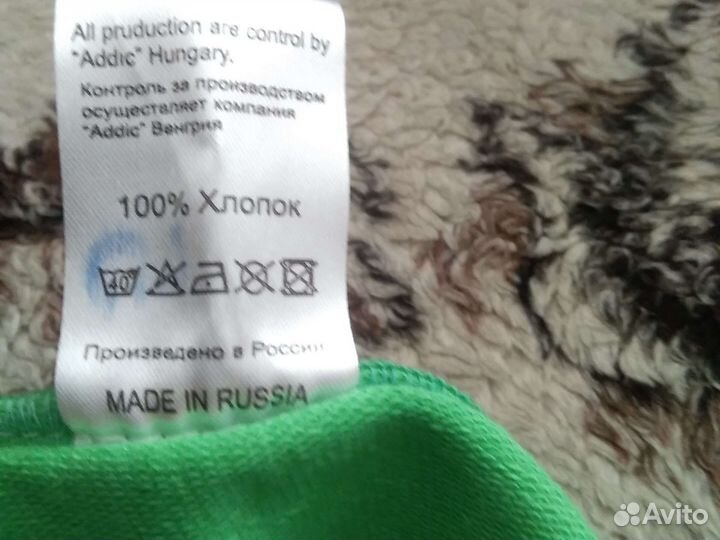 All pruduction are control by
"Addic" Hungary.
Контроль за производством
осуществляет компания
"Addic" Венгрия
100% Хлопок
40
Произведено в России
MADE IN RUSSIA
Avito